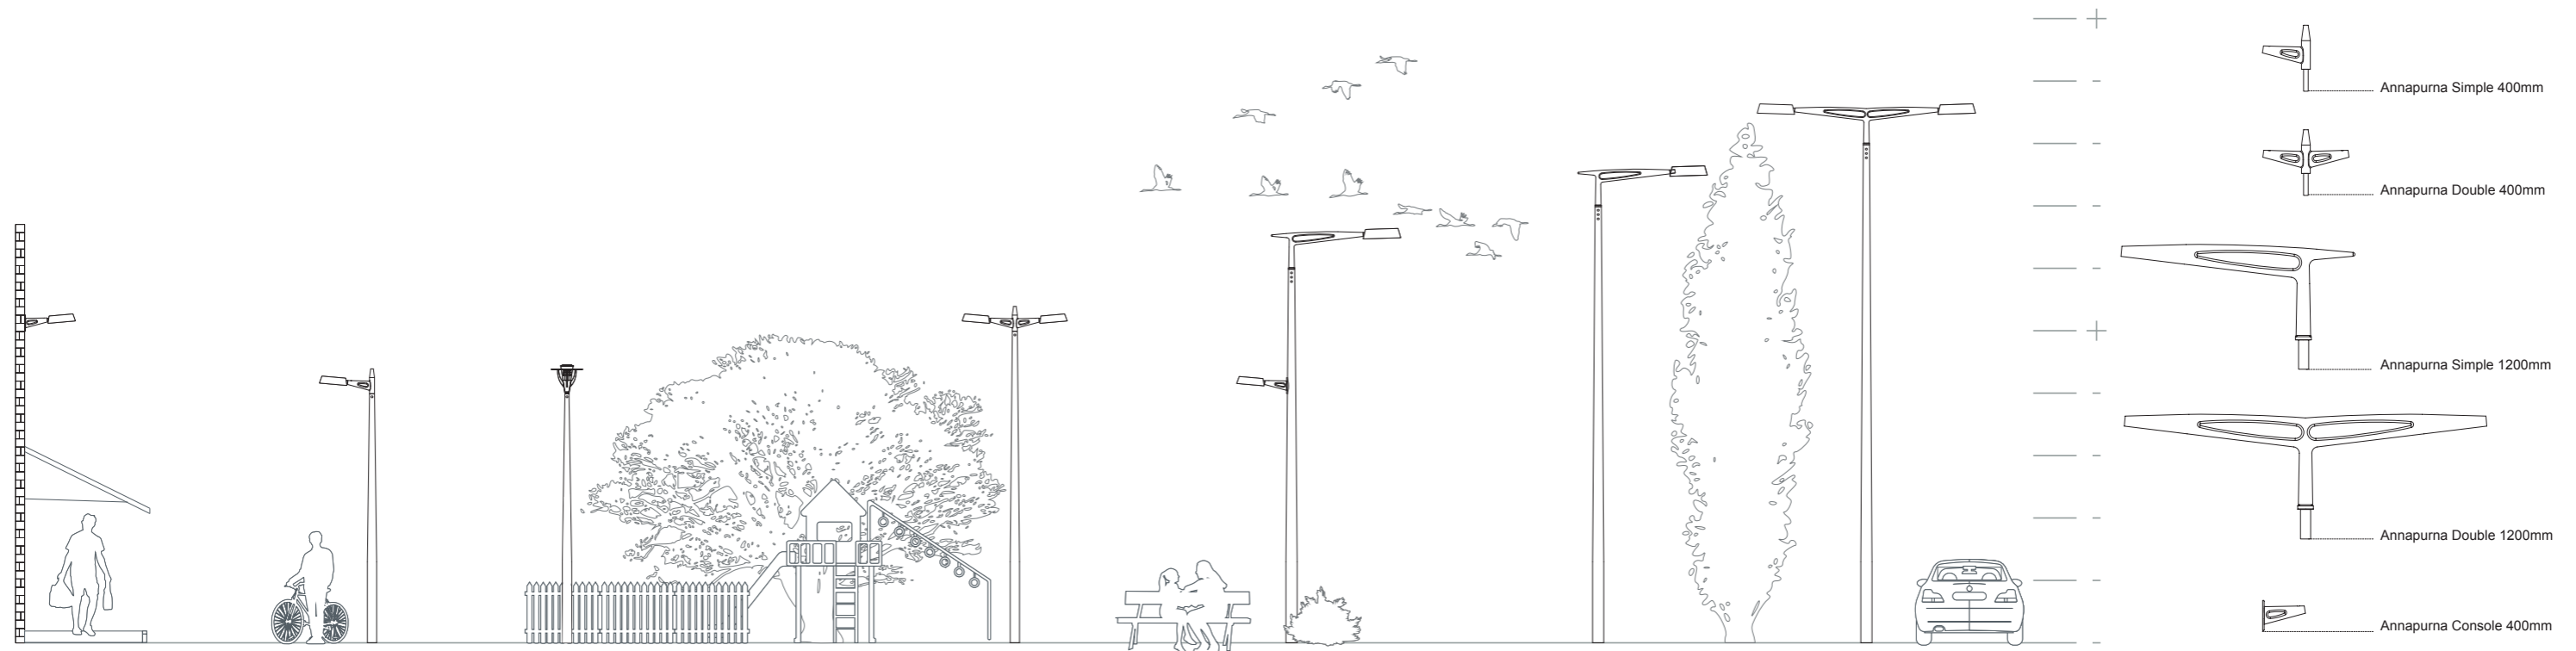 Annapurna Simple 400mm
Annapurna Double 400mm
Annapurna Simple 1200mm
Annapurna Double 1200mm
Annapurna Console 400mm